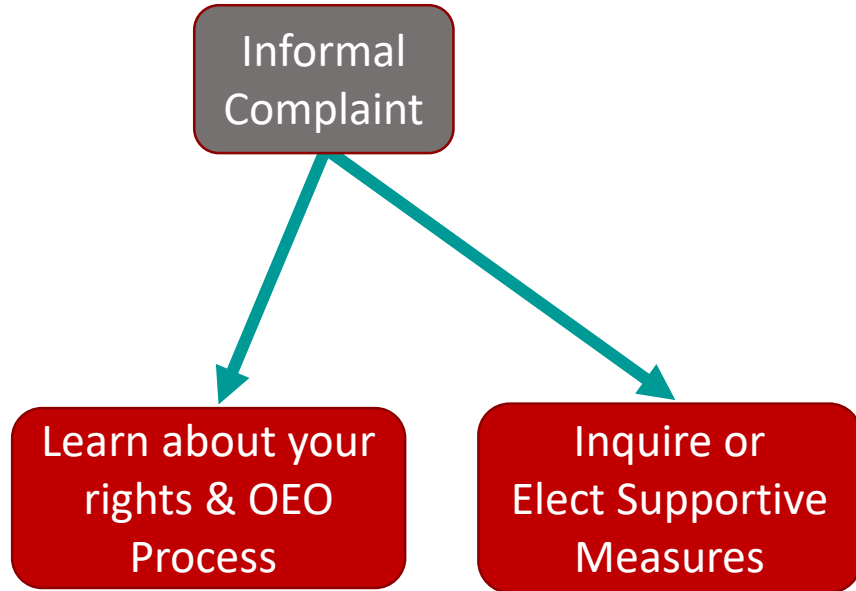 Informal
Complaint
Learn about your
rights & OEO
Process
Inquire or
Elect Supportive
Measures